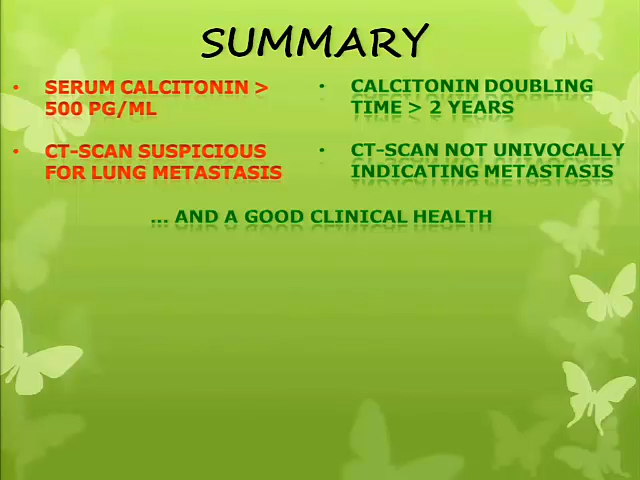 SUMMARY
• SERUM CALCITONIN >
500 PG/ML
• CT-SCAN SUSPICIOUS
FOR LUNG METASTASIS
• CALCITONIN DOUBLING
TIME > 2 YEARS
• CT-SCAN NOT UNIVOCALLY
INDICATING METASTASIS
... AND A GOOD CLINICAL HEALTH